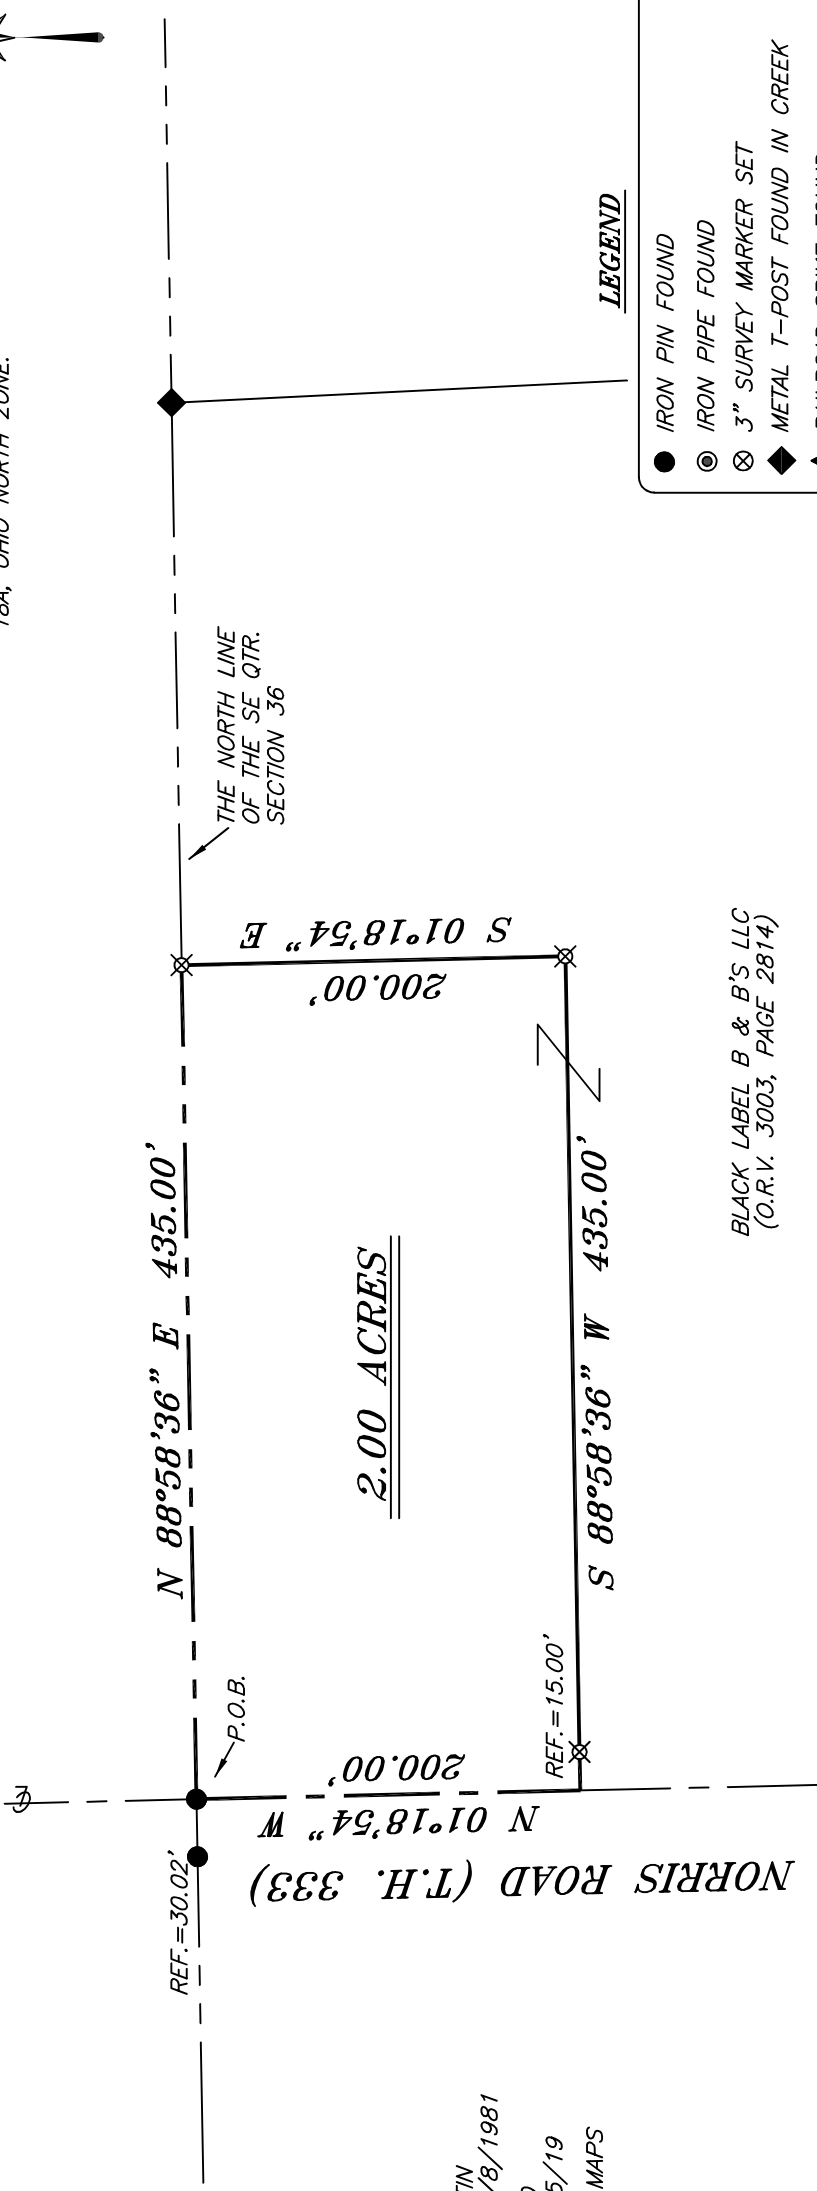 18A, OHIO NORTH ZONE.
THE NORTH LINE
OF THE SE QTR.
SECTION 36
LEGEND
IRON PIN FOUND
IRON PIPE FOUND
3" SURVEY MARKER SET
METAL T-POST FOUND IN CREEK
N 88°58'36" E 435.00'
S 01°18'54" E
200.00'
2.00 ACRES
S 88°58'36" W 435.00'
REF.=15.00'
P.O.B.
200.00'
N 01°18'54" W
NORRIS ROAD (T.H. 333)
REF.=30.02'
BLACK LABEL B & B'S LLC
(O.R.V. 3003, PAGE 2814)
/8/1981
/19
MAPS